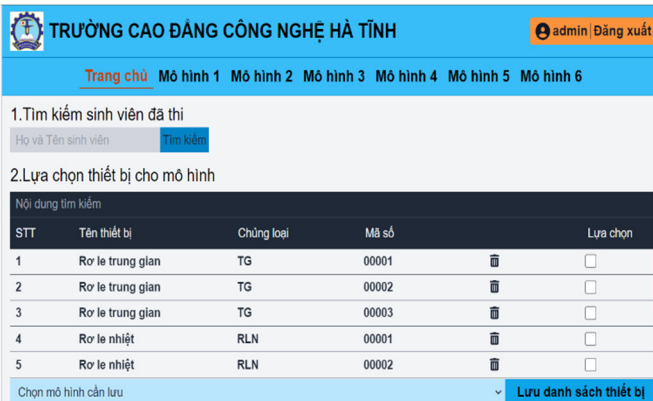 TRƯỜNG CAO ĐẲNG CÔNG NGHỆ HÀ TĨNH
admin|Đăng xuất
Trang chủ Mô hình 1 Mô hình 2 Mô hình 3 Mô hình 4 Mô hình 5 Mô hình 6
1.Tìm kiếm sinh viên đã thi
Họ và Tên sinh viên Tìm kiếm
2.Lựa chọn thiết bị cho mô hình
Nội dung tìm kiếm
STT Tên thiết bị Chủng loại Mã số Lựa chọn
1 Rơ le trung gian TG 00001
2 Rơ le trung gian TG 00002
3 Rơ le trung gian TG 00003
4 Rơ le nhiệt RLN 00001
5 Rơ le nhiệt RLN 00002
Chọn mô hình cần lưu Lưu danh sách thiết bị